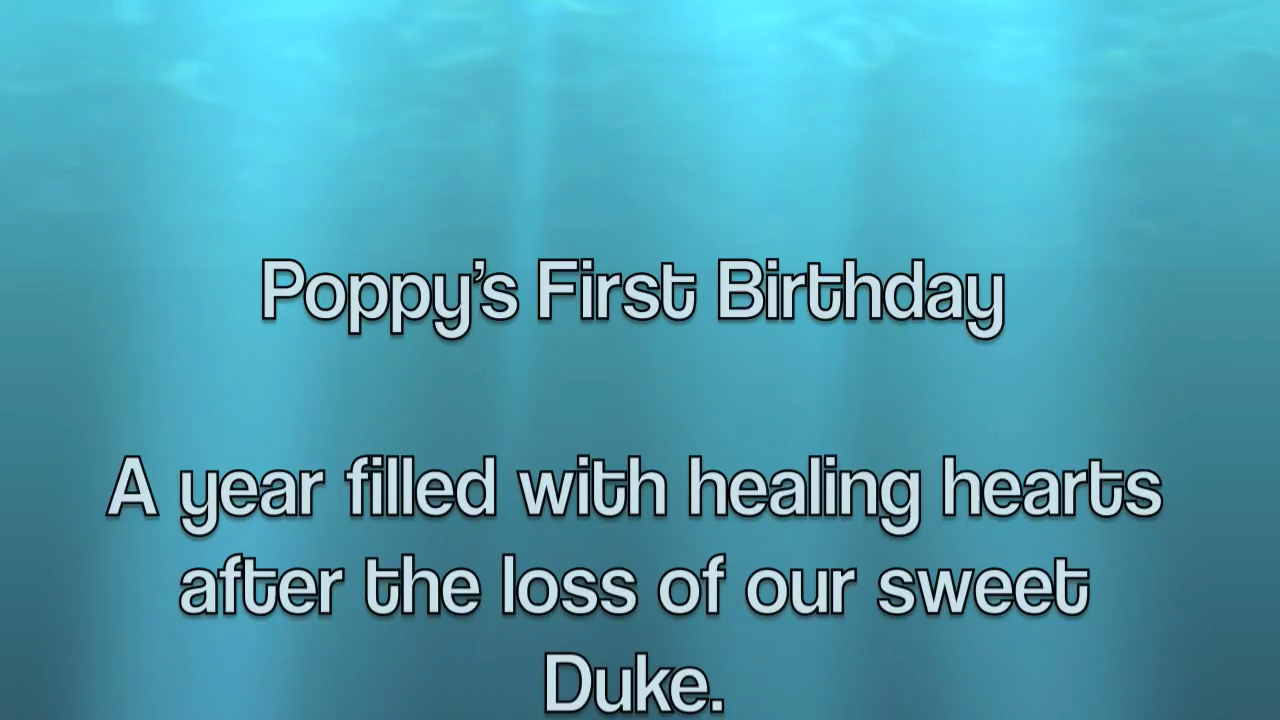 Poppy's First Birthday
A year filled with healing hearts
after the loss of our sweet
Duke.